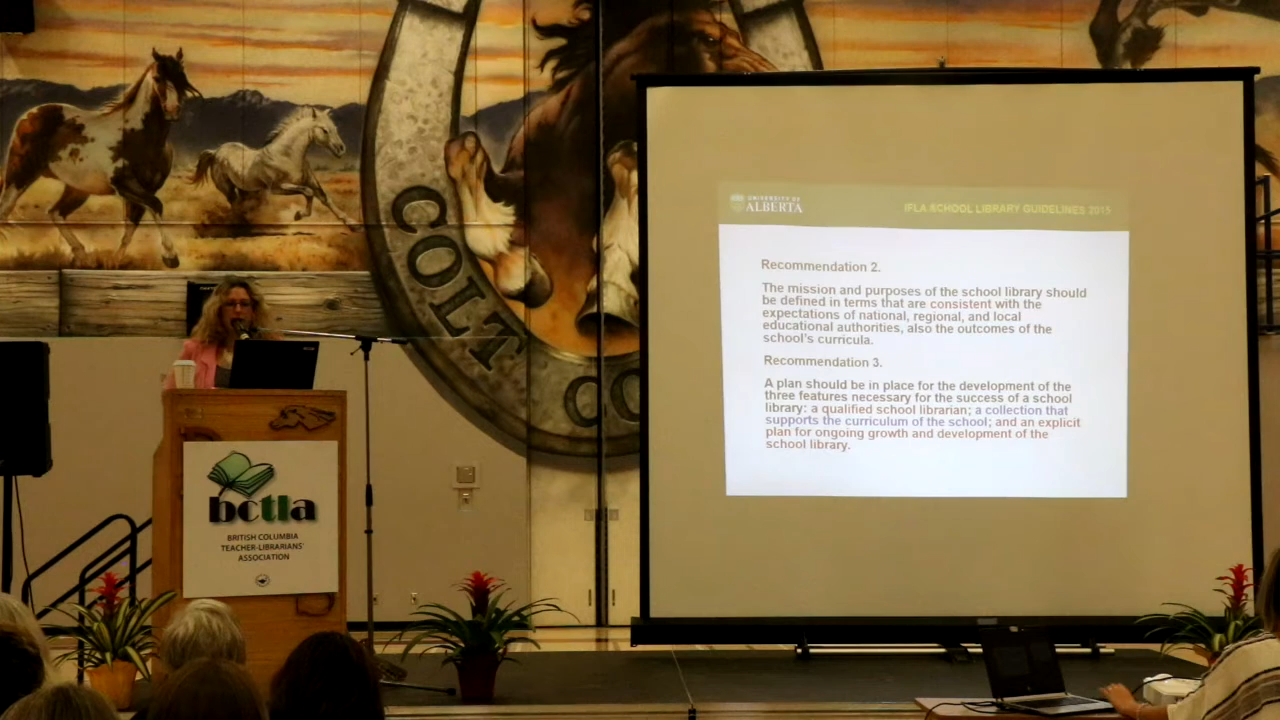 COLT CO
UNIVERSITY OF
ALBERTA
IFLA SCHOOL LIBRARY GUIDELINES 2015
Recommendation 2.
The mission and purposes of the school library should
be defined in terms that are consistent with the
expectations of national, regional, and local
educational authorities, also the outcomes of the
school's curricula.
Recommendation 3.
A plan should be in place for the development of the
three features necessary for the success of a school
library: a qualified school librarian; a collection that
supports the curriculum of the school; and an explicit
plan for ongoing growth and development of the
school library.
bctla
BRITISH COLUMBIA
TEACHER-LIBRARIANS'
ASSOCIATION